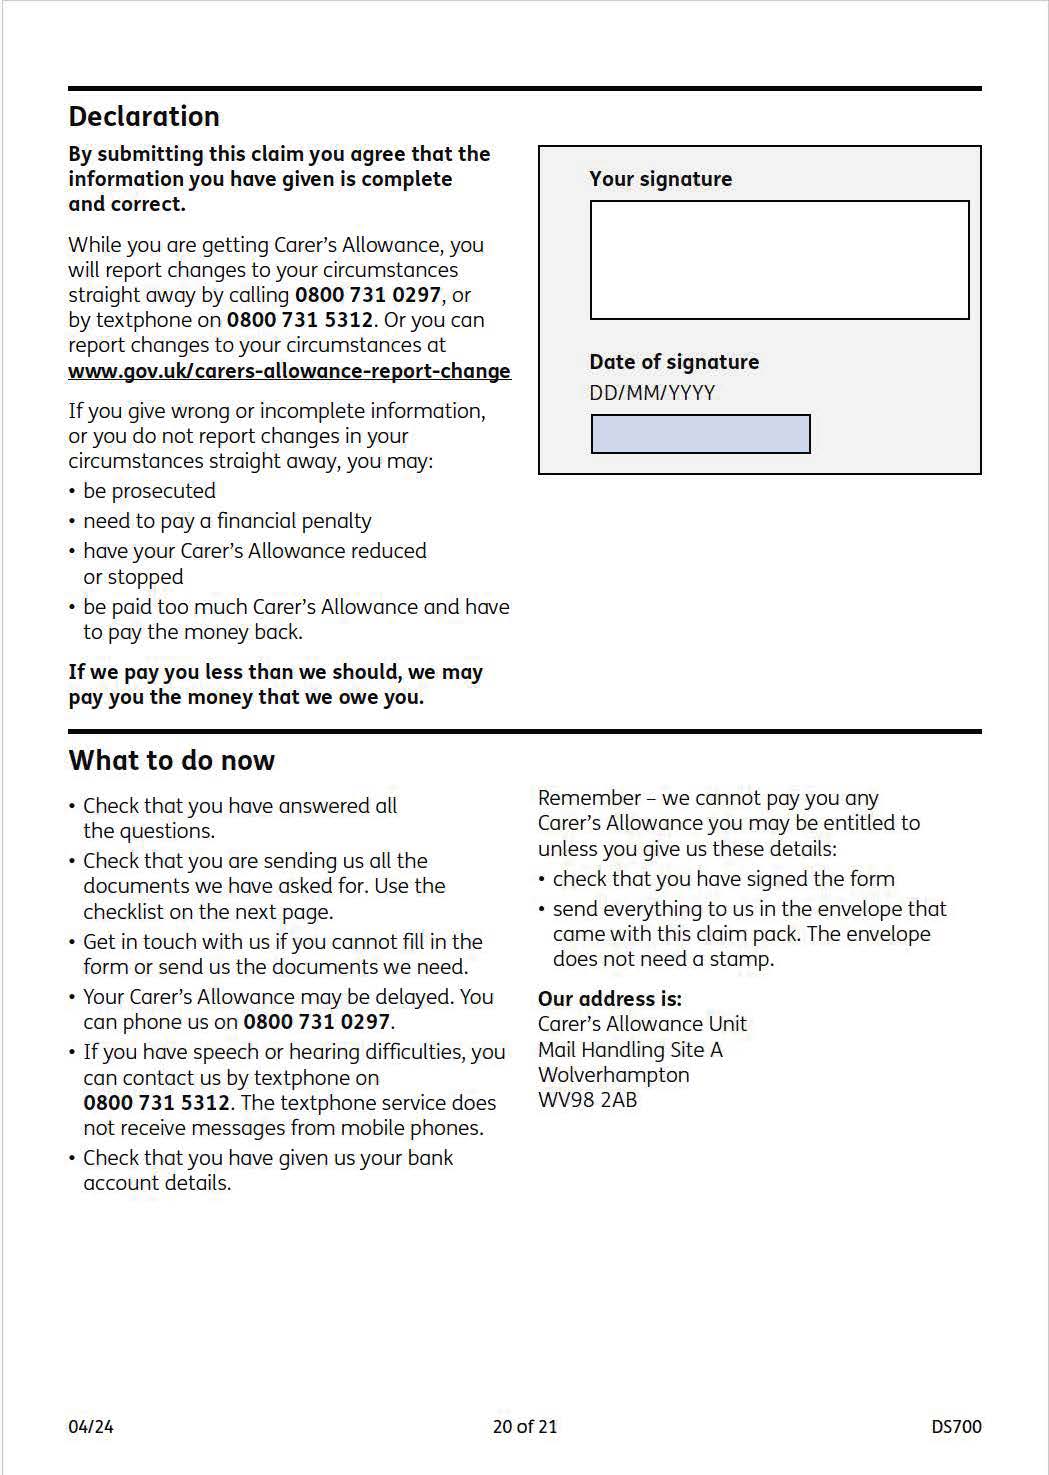 Declaration
By submitting this claim you agree that the
information you have given is complete
and correct.
While you are getting Carer's Allowance, you
will report changes to your circumstances
straight away by calling 0800 731 0297, or
by textphone on 0800 731 5312. Or you can
report changes to your circumstances at
www.gov.uk/carers-allowance-report-change
If you give wrong or incomplete information,
or you do not report changes in your
circumstances straight away, you may:
• be prosecuted
• need to pay a financial penalty
• have your Carer's Allowance reduced
or stopped
• be paid too much Carer's Allowance and have
to pay the money back.
If we pay you less than we should, we may
pay you the money that we owe you.
Your signature
Date of signature
DD/MM/YYYY
What to do now
• Check that you have answered all
the questions.
• Check that you are sending us all the
documents we have asked for. Use the
checklist on the next page.
• Get in touch with us if you cannot fill in the
form or send us the documents we need.
• Your Carer's Allowance may be delayed. You
can phone us on 0800 731 0297.
• If you have speech or hearing difficulties, you
can contact us by textphone on
0800 731 5312. The textphone service does
not receive messages from mobile phones.
• Check that you have given us your bank
account details.
Remember – we cannot pay you any
Carer's Allowance you may be entitled to
unless you give us these details:
• check that you have signed the form
• send everything to us in the envelope that
came with this claim pack. The envelope
does not need a stamp.
Our address is:
Carer's Allowance Unit
Mail Handling Site A
Wolverhampton
WV98 2AB
04/24
20 of 21
DS700